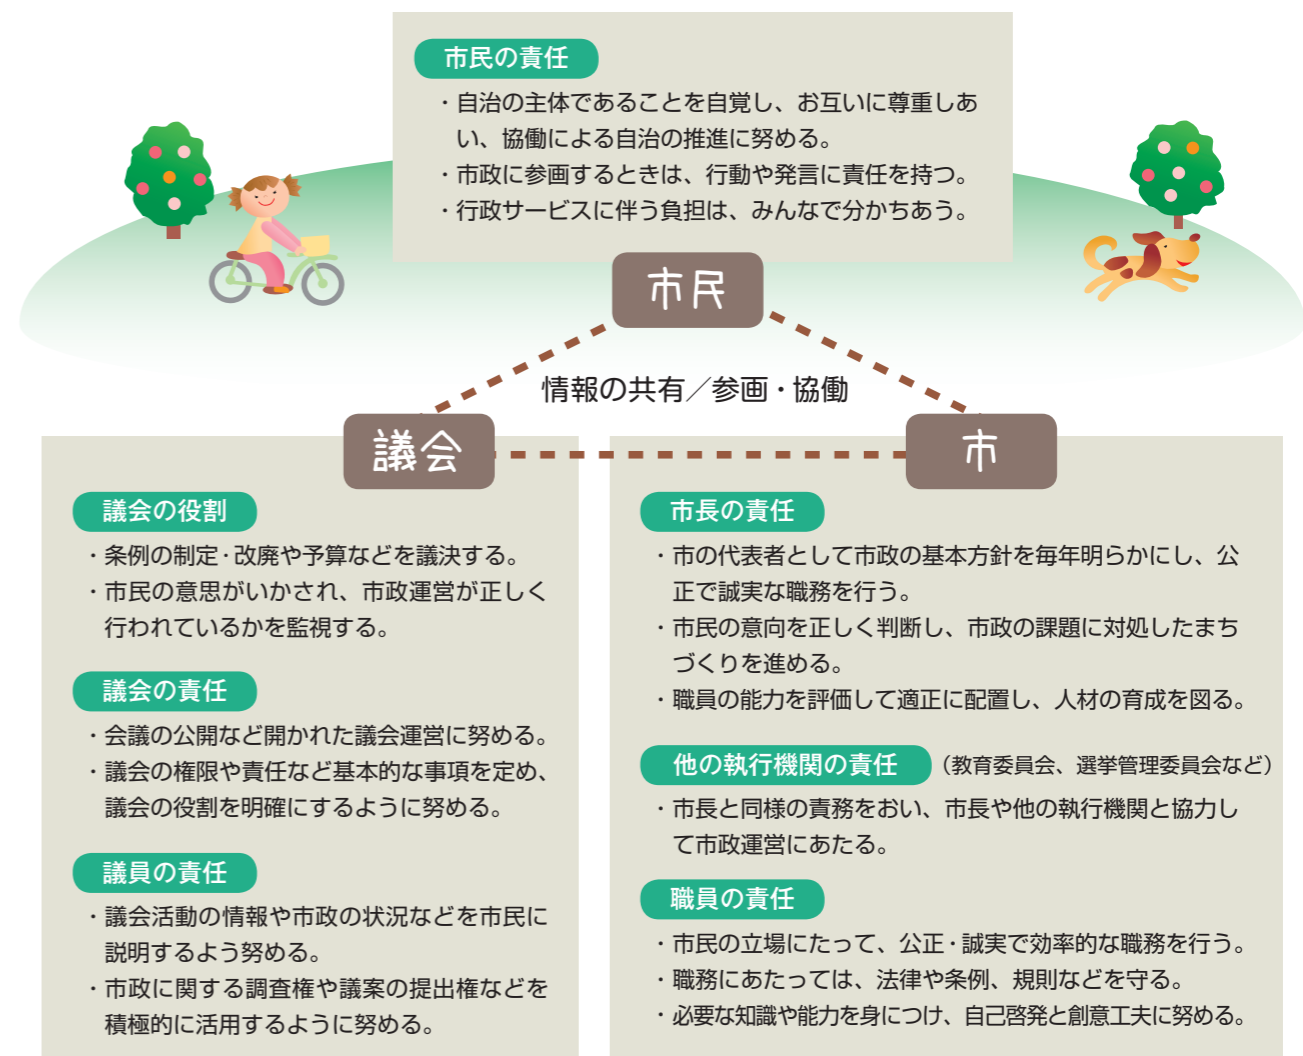 市民の責任
・自治の主体であることを自覚し、お互いに尊重しあ
い、協働による自治の推進に努める。
・市政に参画するときは、行動や発言に責任を持つ。
・行政サービスに伴う負担は、みんなで分かちあう。
市民
情報の共有／参画・協働
議会
議会の役割
・条例の制定・改廃や予算などを議決する。
・市民の意思がいかされ、市政運営が正しく
行われているかを監視する。
議会の責任
・会議の公開など開かれた議会運営に努める。
・議会の権限や責任など基本的な事項を定め、
議会の役割を明確にするように努める。
議員の責任
・議会活動の情報や市政の状況などを市民に
説明するよう努める。
・市政に関する調査権や議案の提出権などを
積極的に活用するように努める。
市
市長の責任
・市の代表者として市政の基本方針を毎年明らかにし、公
正で誠実な職務を行う。
・市民の意向を正しく判断し、市政の課題に対処したまち
づくりを進める。
・職員の能力を評価して適正に配置し、人材の育成を図る。
他の執行機関の責任（教育委員会、選挙管理委員会など）
・市長と同様の責務をおい、市長や他の執行機関と協力し
て市政運営にあたる。
職員の責任
・市民の立場にたって、公正・誠実で効率的な職務を行う。
・職務にあたっては、法律や条例、規則などを守る。
・必要な知識や能力を身につけ、自己啓発と創意工夫に努める。